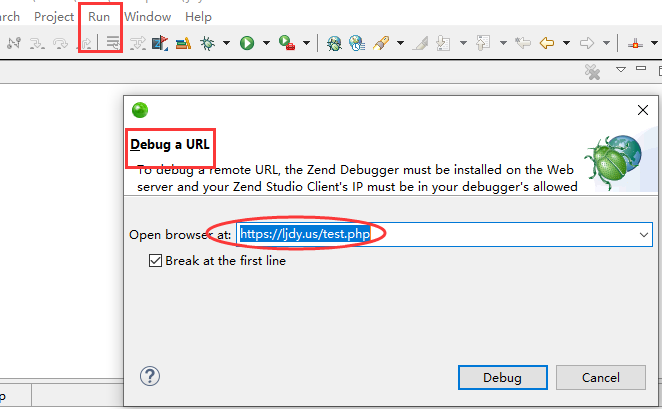 arch Project Run Window Help
Debug a URL
To debug a remote URL, the Zend Debugger must be installed on the Web
server and your Zend Studio Client's IP must be in your debugger's allowed
Open browser at: https://ljdy.us/test.php
Break at the first line
? Debug Cancel
p